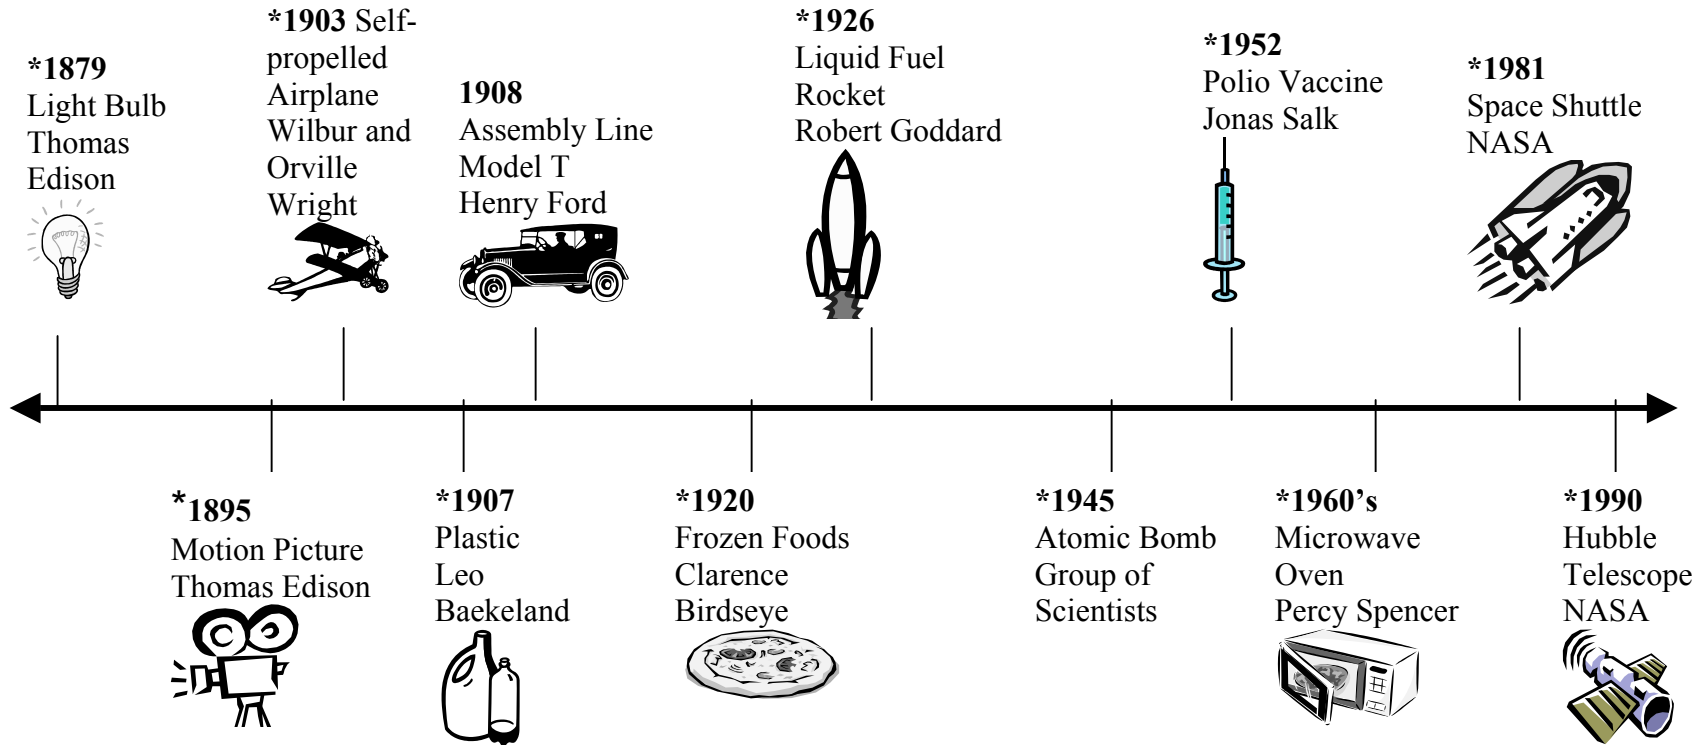 *1879
Light Bulb
Thomas
Edison
*1903 Self-
propelled
Airplane
Wilbur and
Orville
Wright
1908
Assembly Line
Model T
Henry Ford
*1926
Liquid Fuel
Rocket
Robert Goddard
*1952
Polio Vaccine
Jonas Salk
*1981
Space Shuttle
NASA
*1895
Motion Picture
Thomas Edison
*1907
Plastic
Leo
Baekeland
*1920
Frozen Foods
Clarence
Birdseye
*1945
Atomic Bomb
Group of
Scientists
*1960’s
Microwave
Oven
Percy Spencer
*1990
Hubble
Telescope
NASA